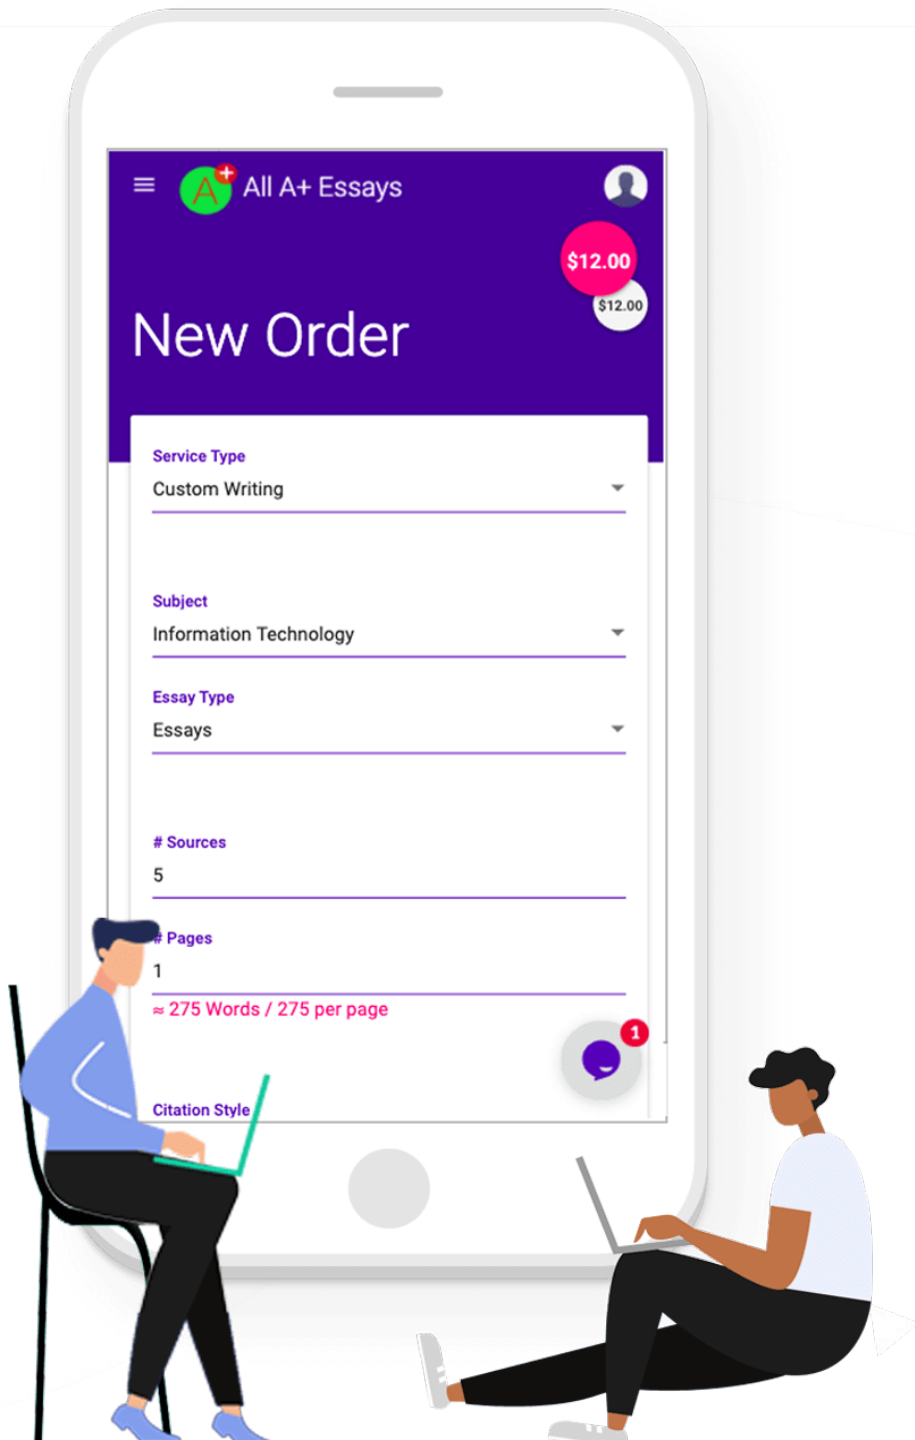 A+ All A+ Essays
$12.00
$12.00
New Order
Service Type
Custom Writing
Subject
Information Technology
Essay Type
Essays
# Sources
5
# Pages
1
≈ 275 Words / 275 per page
1
Citation Style